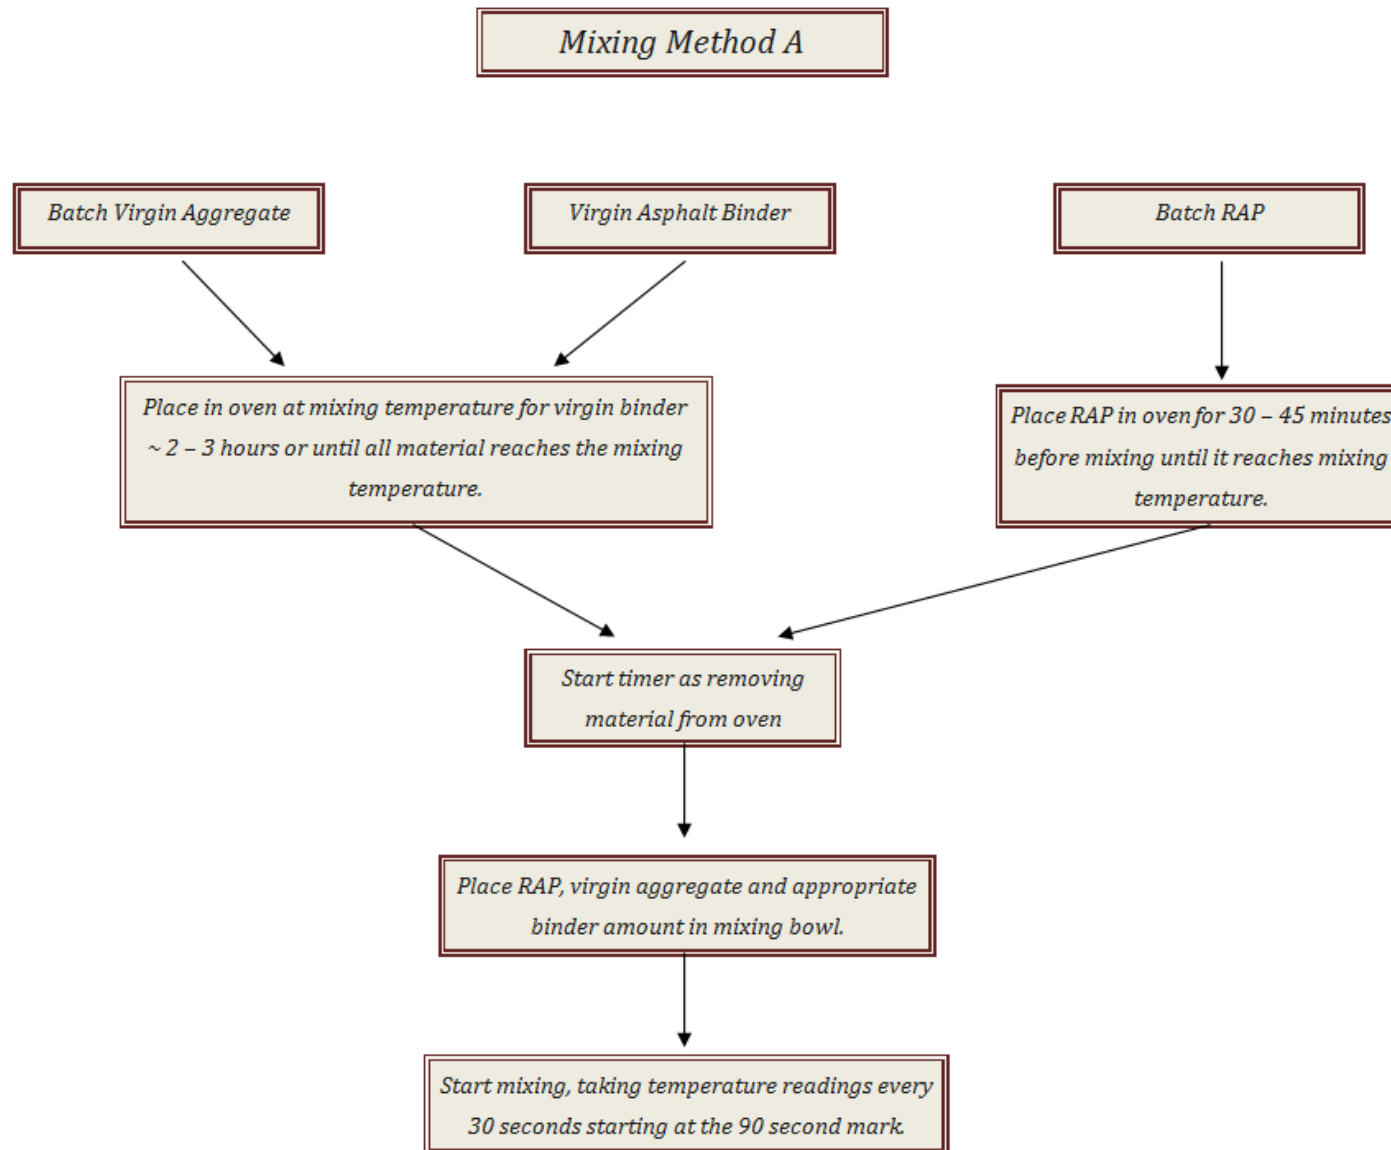 Mixing Method A
Batch Virgin Aggregate
Virgin Asphalt Binder
Batch RAP
Place in oven at mixing temperature for virgin binder
~ 2 – 3 hours or until all material reaches the mixing
temperature.
Place RAP in oven for 30 – 45 minutes
before mixing until it reaches mixing
temperature.
Start timer as removing
material from oven
Place RAP, virgin aggregate and appropriate
binder amount in mixing bowl.
Start mixing, taking temperature readings every
30 seconds starting at the 90 second mark.